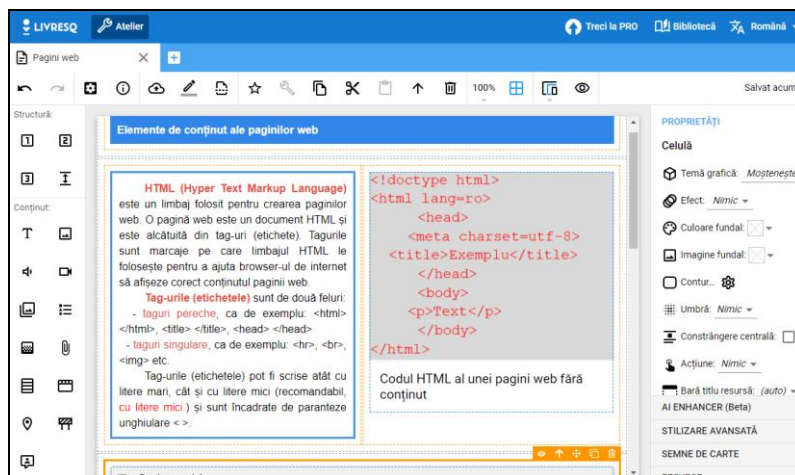 LIVRESQ
Atelier
Treci la PRO
Bibliotecă
Română
Pagini web
100%
Salvat acum
Structură:
Conținut:
Elemente de conținut ale paginilor web
HTML (Hyper Text Markup Language)
este un limbaj folosit pentru crearea paginilor
web. O pagină web este un document HTML și
este alcătuită din tag-uri (etichete). Tagurile
sunt marcaje pe care limbajul HTML le
folosește pentru a ajuta browser-ul de internet
să afișeze corect conținutul paginii web.
Tag-urile (etichetele) sunt de două feluri:
- taguri pereche, ca de exemplu: <html>
</html>, <title> </title>, <head> </head>
- taguri singulare, ca de exemplu: <hr>, <br>,
<img> etc.
Tag-urile (etichetele) pot fi scrise atât cu
litere mari, cât și cu litere mici (recomandabil,
cu litere mici ) și sunt încadrate de paranteze
unghiulare < >.
<!doctype html>
<html lang=ro>
<head>
<meta charset=utf-8>
<title>Exemplu</title>
</head>
<body>
<p>Text</p>
</body>
</html>
Codul HTML al unei pagini web fără
conținut
PROPRIETĂȚI
Celulă
Temă grafică: Moștenește
Efect: Nimic
Culoare fundal:
Imagine fundal:
Contur...
Umbră: Nimic
Constrângere centrală:
Acțiune: Nimic
Bară titlu resursă: (auto)
AI ENHANCER (Beta)
STILIZARE AVANSATĂ
SEMNE DE CARTE